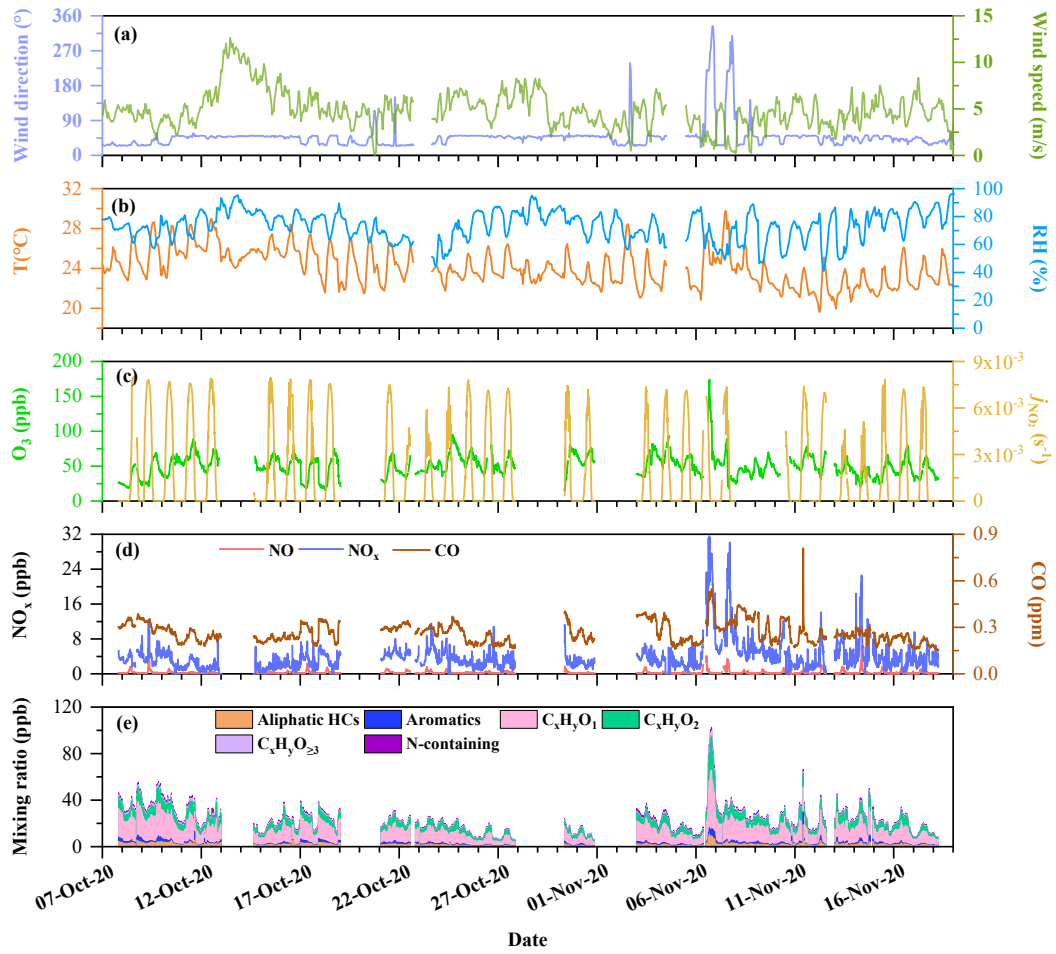 (a)
Wind direction (°)
360
270
180
90
0
15
10
5
0
Wind speed (m/s)
(b)
T(°C)
32
28
24
20
100
80
60
40
20
0
RH (%)
(c)
O₃ (ppb)
200
150
100
50
0
9x10⁻³
6x10⁻³
3x10⁻³
0
jNO₂ (s⁻¹)
(d)
NO NOₓ CO
NOₓ (ppb)
32
24
16
8
0
0.9
0.6
0.3
0.0
CO (ppm)
(e)
Aliphatic HCs Aromatics CₓHᵧO₁ CₓHᵧO₂
CₓHᵧO≥₃ N-containing
Mixing ratio (ppb)
120
80
40
0
07-Oct-20 12-Oct-20 17-Oct-20 22-Oct-20 27-Oct-20 01-Nov-20 06-Nov-20 11-Nov-20 16-Nov-20
Date